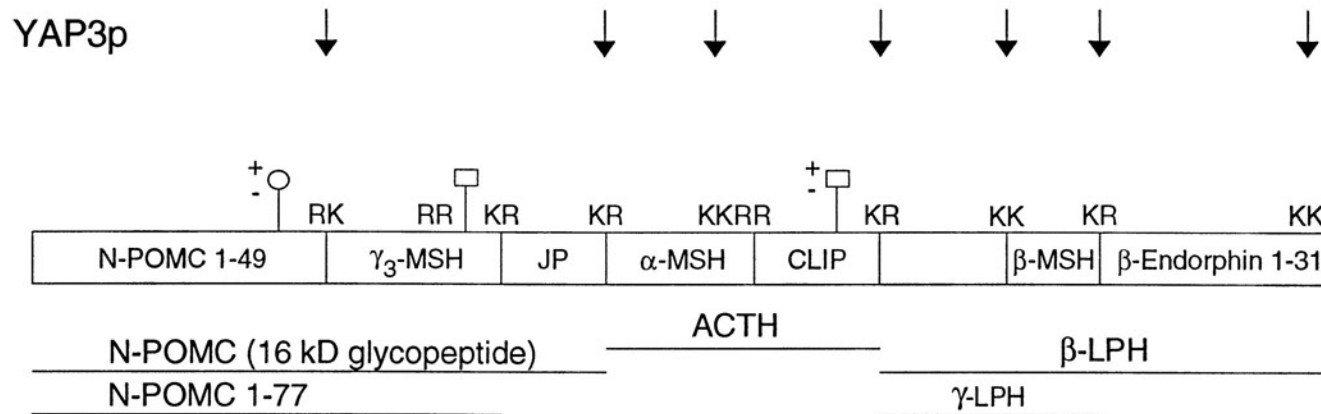 YAP3p
+
-
+
-
RK RR KR KR KKRR KR KK KR KK
N-POMC 1-49 γ₃-MSH JP α-MSH CLIP β-MSH β-Endorphin 1-31
ACTH
N-POMC (16 kD glycopeptide) β-LPH
N-POMC 1-77 γ-LPH